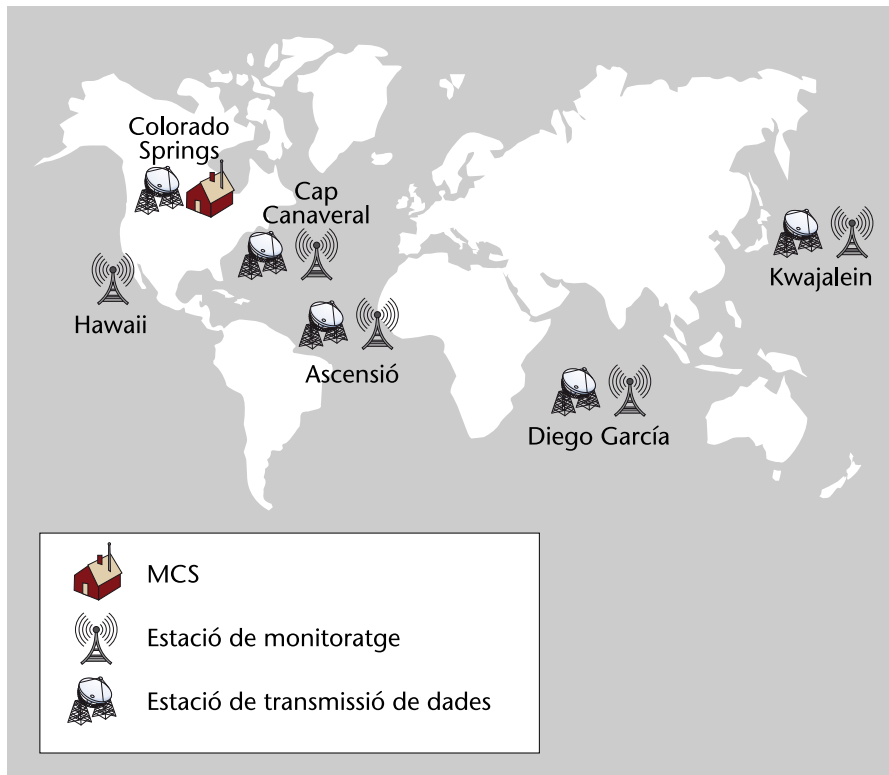 Colorado
Springs
Cap
Canaveral
Hawaii
Kwajalein
Ascensió
Diego García
MCS
Estació de monitoratge
Estació de transmissió de dades